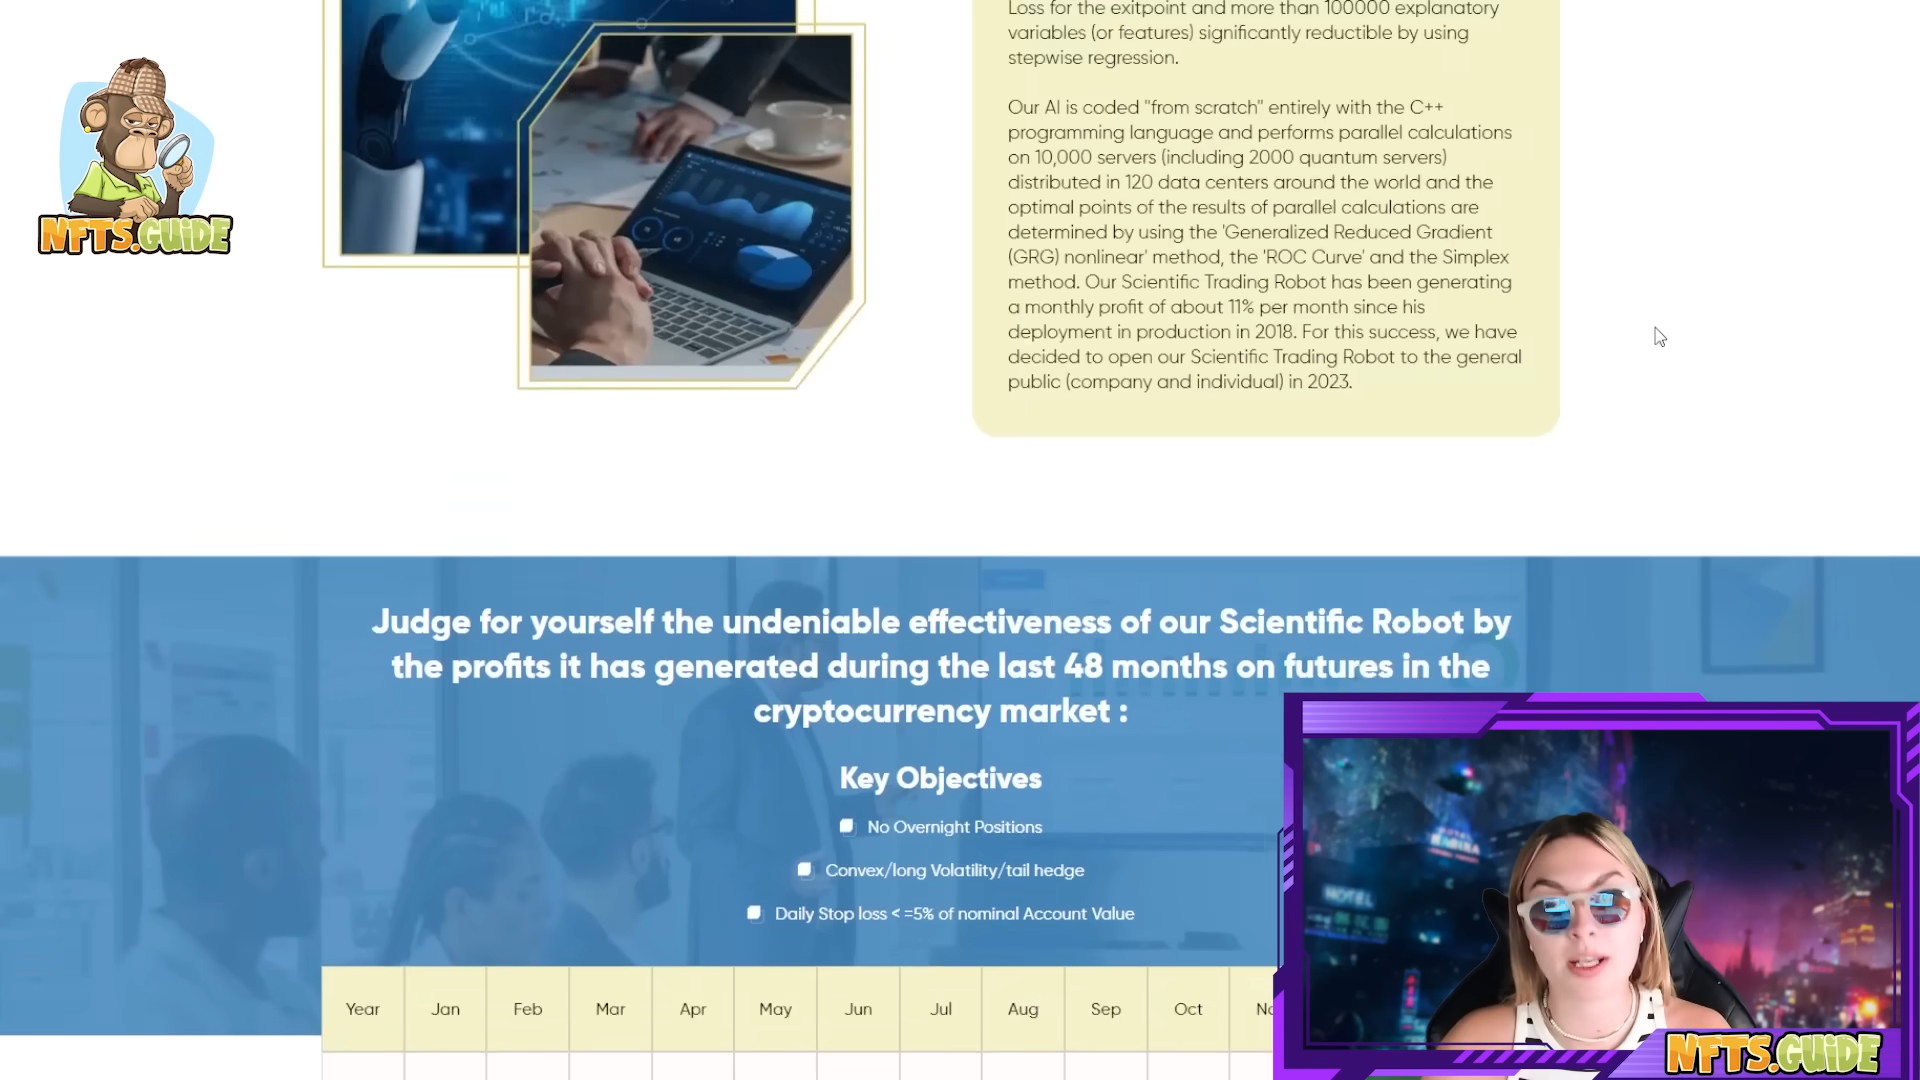 Loss for the exitpoint and more than 100000 explanatory
variables (or features) significantly reductible by using
stepwise regression.
Our AI is coded "from scratch" entirely with the C++
programming language and performs parallel calculations
on 10,000 servers (including 2000 quantum servers)
distributed in 120 data centers around the world and the
optimal points of the results of parallel calculations are
determined by using the 'Generalized Reduced Gradient
(GRG) nonlinear' method, the 'ROC Curve' and the Simplex
method. Our Scientific Trading Robot has been generating
a monthly profit of about 11% per month since his
deployment in production in 2018. For this success, we have
decided to open our Scientific Trading Robot to the general
public (company and individual) in 2023.
NFTS.GUiDE
Judge for yourself the undeniable effectiveness of our Scientific Robot by
the profits it has generated during the last 48 months on futures in the
cryptocurrency market :
Key Objectives
No Overnight Positions
Convex/long Volatility/tail hedge
Daily Stop loss < =5% of nominal Account Value
Year Jan Feb Mar Apr May Jun Jul Aug Sep Oct
HOTEL
NFTS.GUiDE